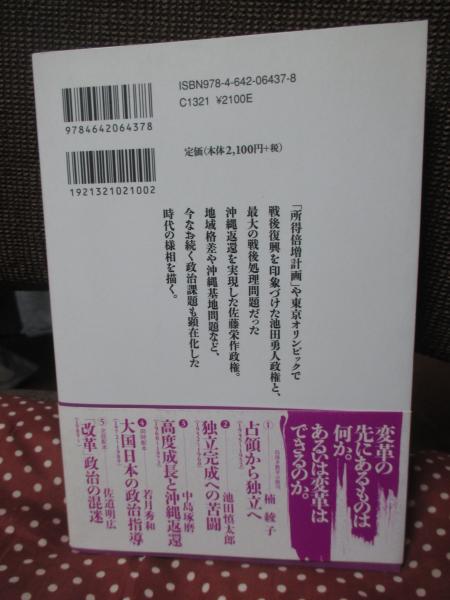 ISBN978-4-642-06437-8
C1321 ¥2100E
9784642064378
定価(本体2,100円+税)
1921321021002
「所得倍増計画」や東京オリンピックで
戦後復興を印象づけた池田勇人政権と、
最大の戦後処理問題だった
沖縄返還を実現した佐藤栄作政権。
地域格差や沖縄基地問題など、
今なお続く政治課題も顕在化した
時代の様相を描く。
変革の
先にあるものは
何か。
あるいは変革は
できるのか。
① 楠 綾子
占領から独立へ
② 池田慎太郎
独立完成への苦闘
③ 中島琢磨
高度成長と沖縄返還
④ 若月秀和
大国日本の政治指導
⑤ 佐道明広
「改革」政治の混迷